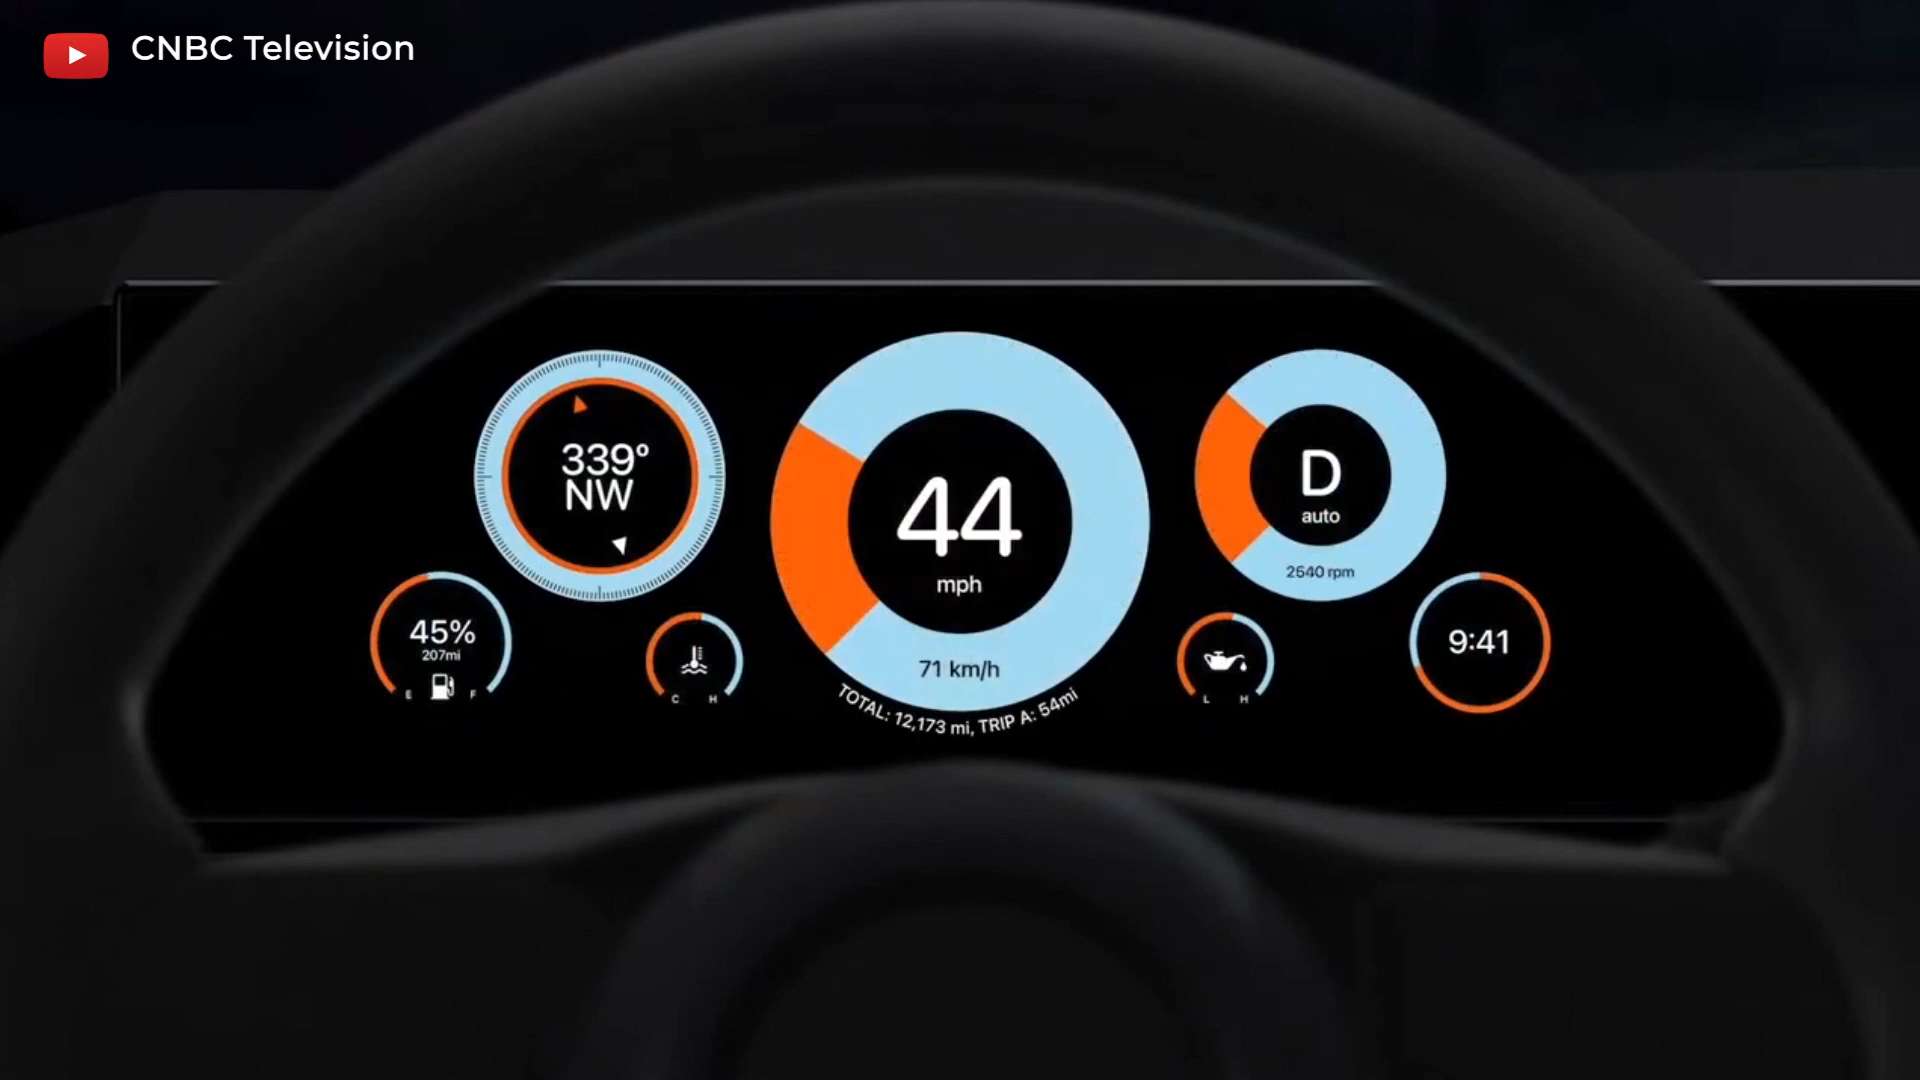 CNBC Television
339°
NW
44
mph
71 km/h
TOTAL: 12,173 mi, TRIP A: 54mi
D
auto
2640 rpm
45%
207mi
E F
C H
L H
9:41